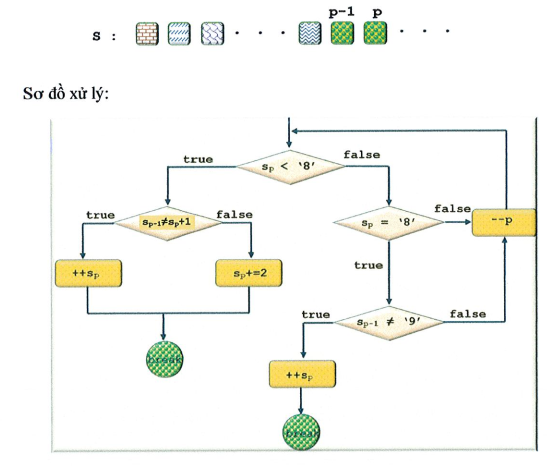 p-1 p
s : · · · · · · ·
Sơ đồ xử lý:
true sₚ < ‘8’ false
true sₚ₋₁≠sₚ+1 false
sₚ = ‘8’ false --p
++sₚ
sₚ+=2
true
true sₚ₋₁ ≠ ‘9’ false
break
++sₚ
break